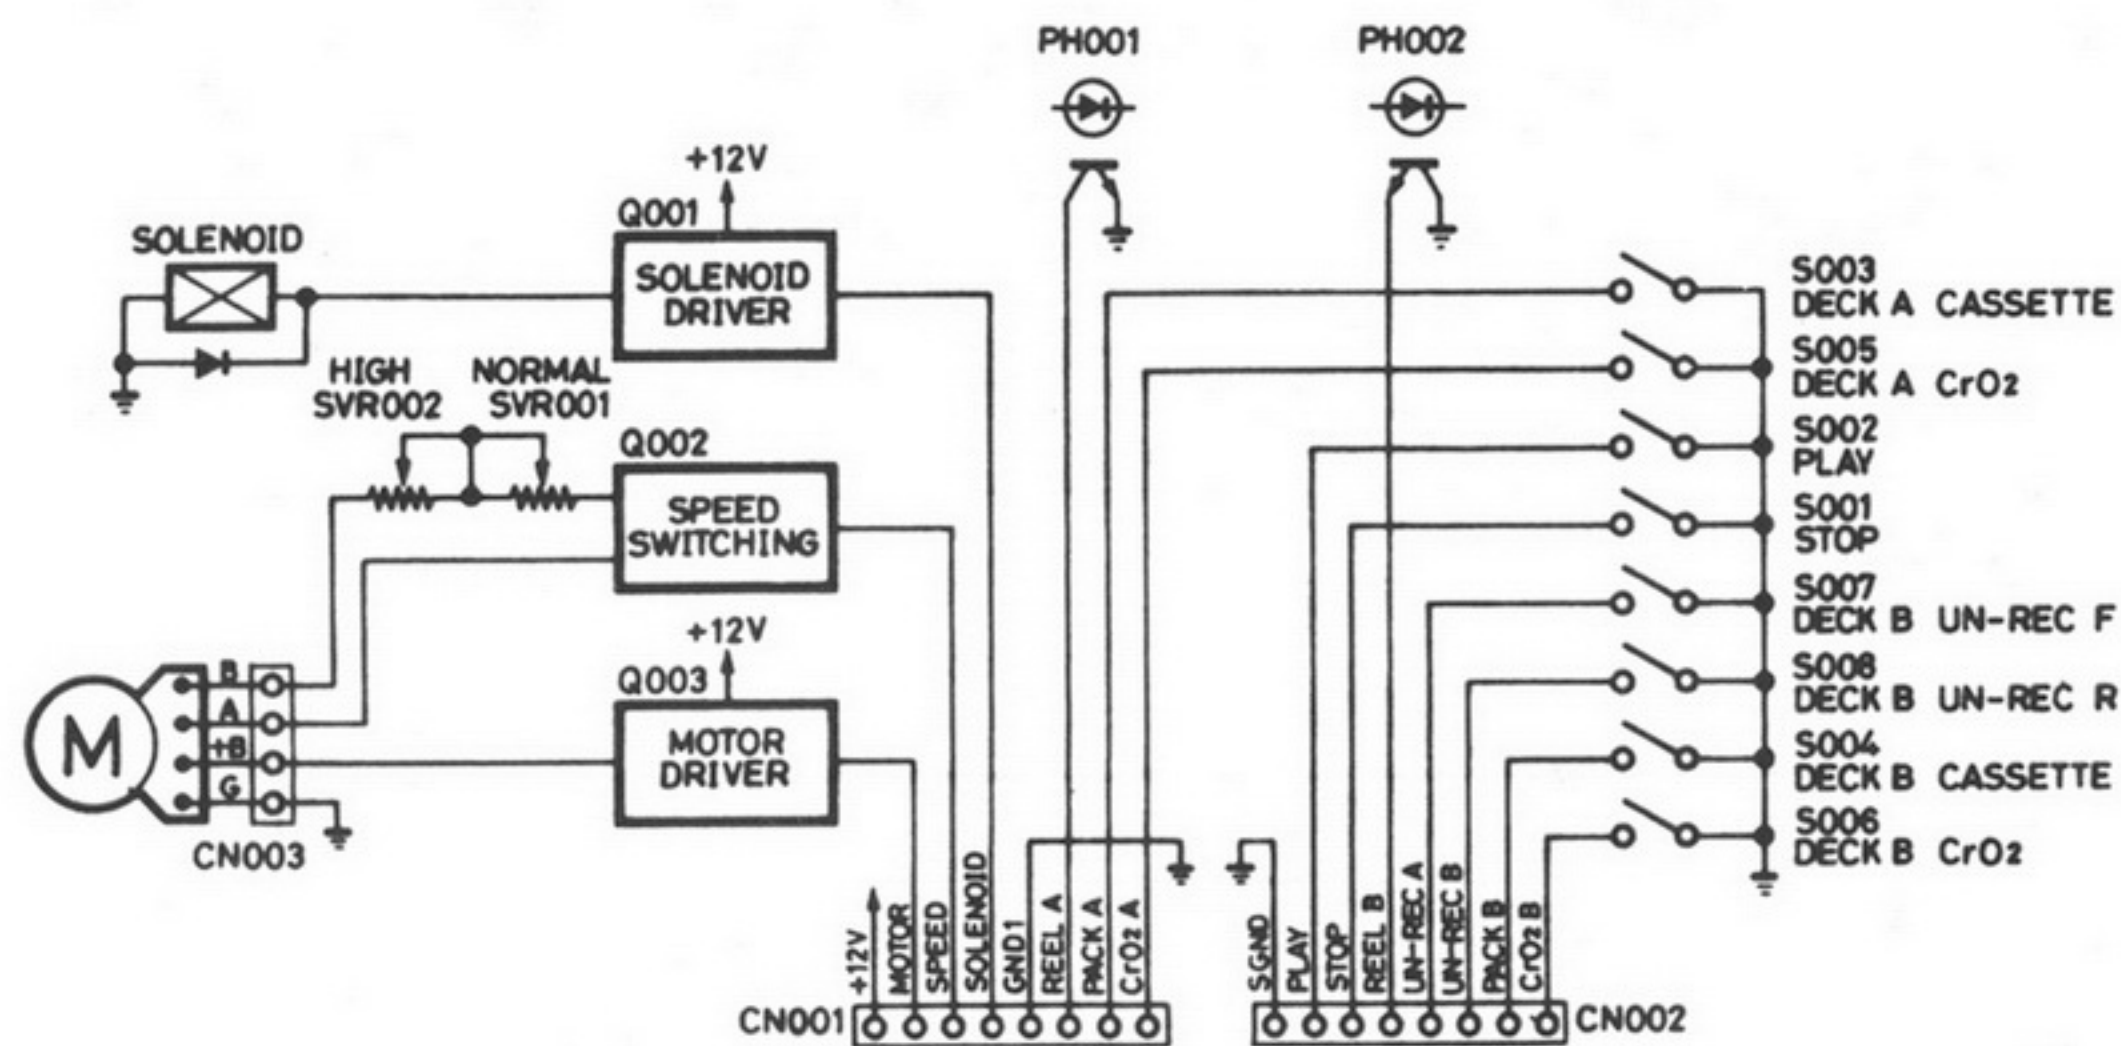 PH001
PH002
+12V
Q001
SOLENOID
SOLENOID
DRIVER
HIGH
SVR002
NORMAL
SVR001
Q002
SPEED
SWITCHING
+12V
Q003
MOTOR
DRIVER
B
A
+B
G
M
CN003
S003
DECK A CASSETTE
S005
DECK A CrO2
S002
PLAY
S001
STOP
S007
DECK B UN-REC F
S008
DECK B UN-REC R
S004
DECK B CASSETTE
S006
DECK B CrO2
+12V
MOTOR
SPEED
SOLENOID
GND1
REEL A
PACK A
CrO2 A
CN001
SGND
PLAY
STOP
REEL B
UN-REC A
UN-REC B
PACK B
CrO2 B
CN002